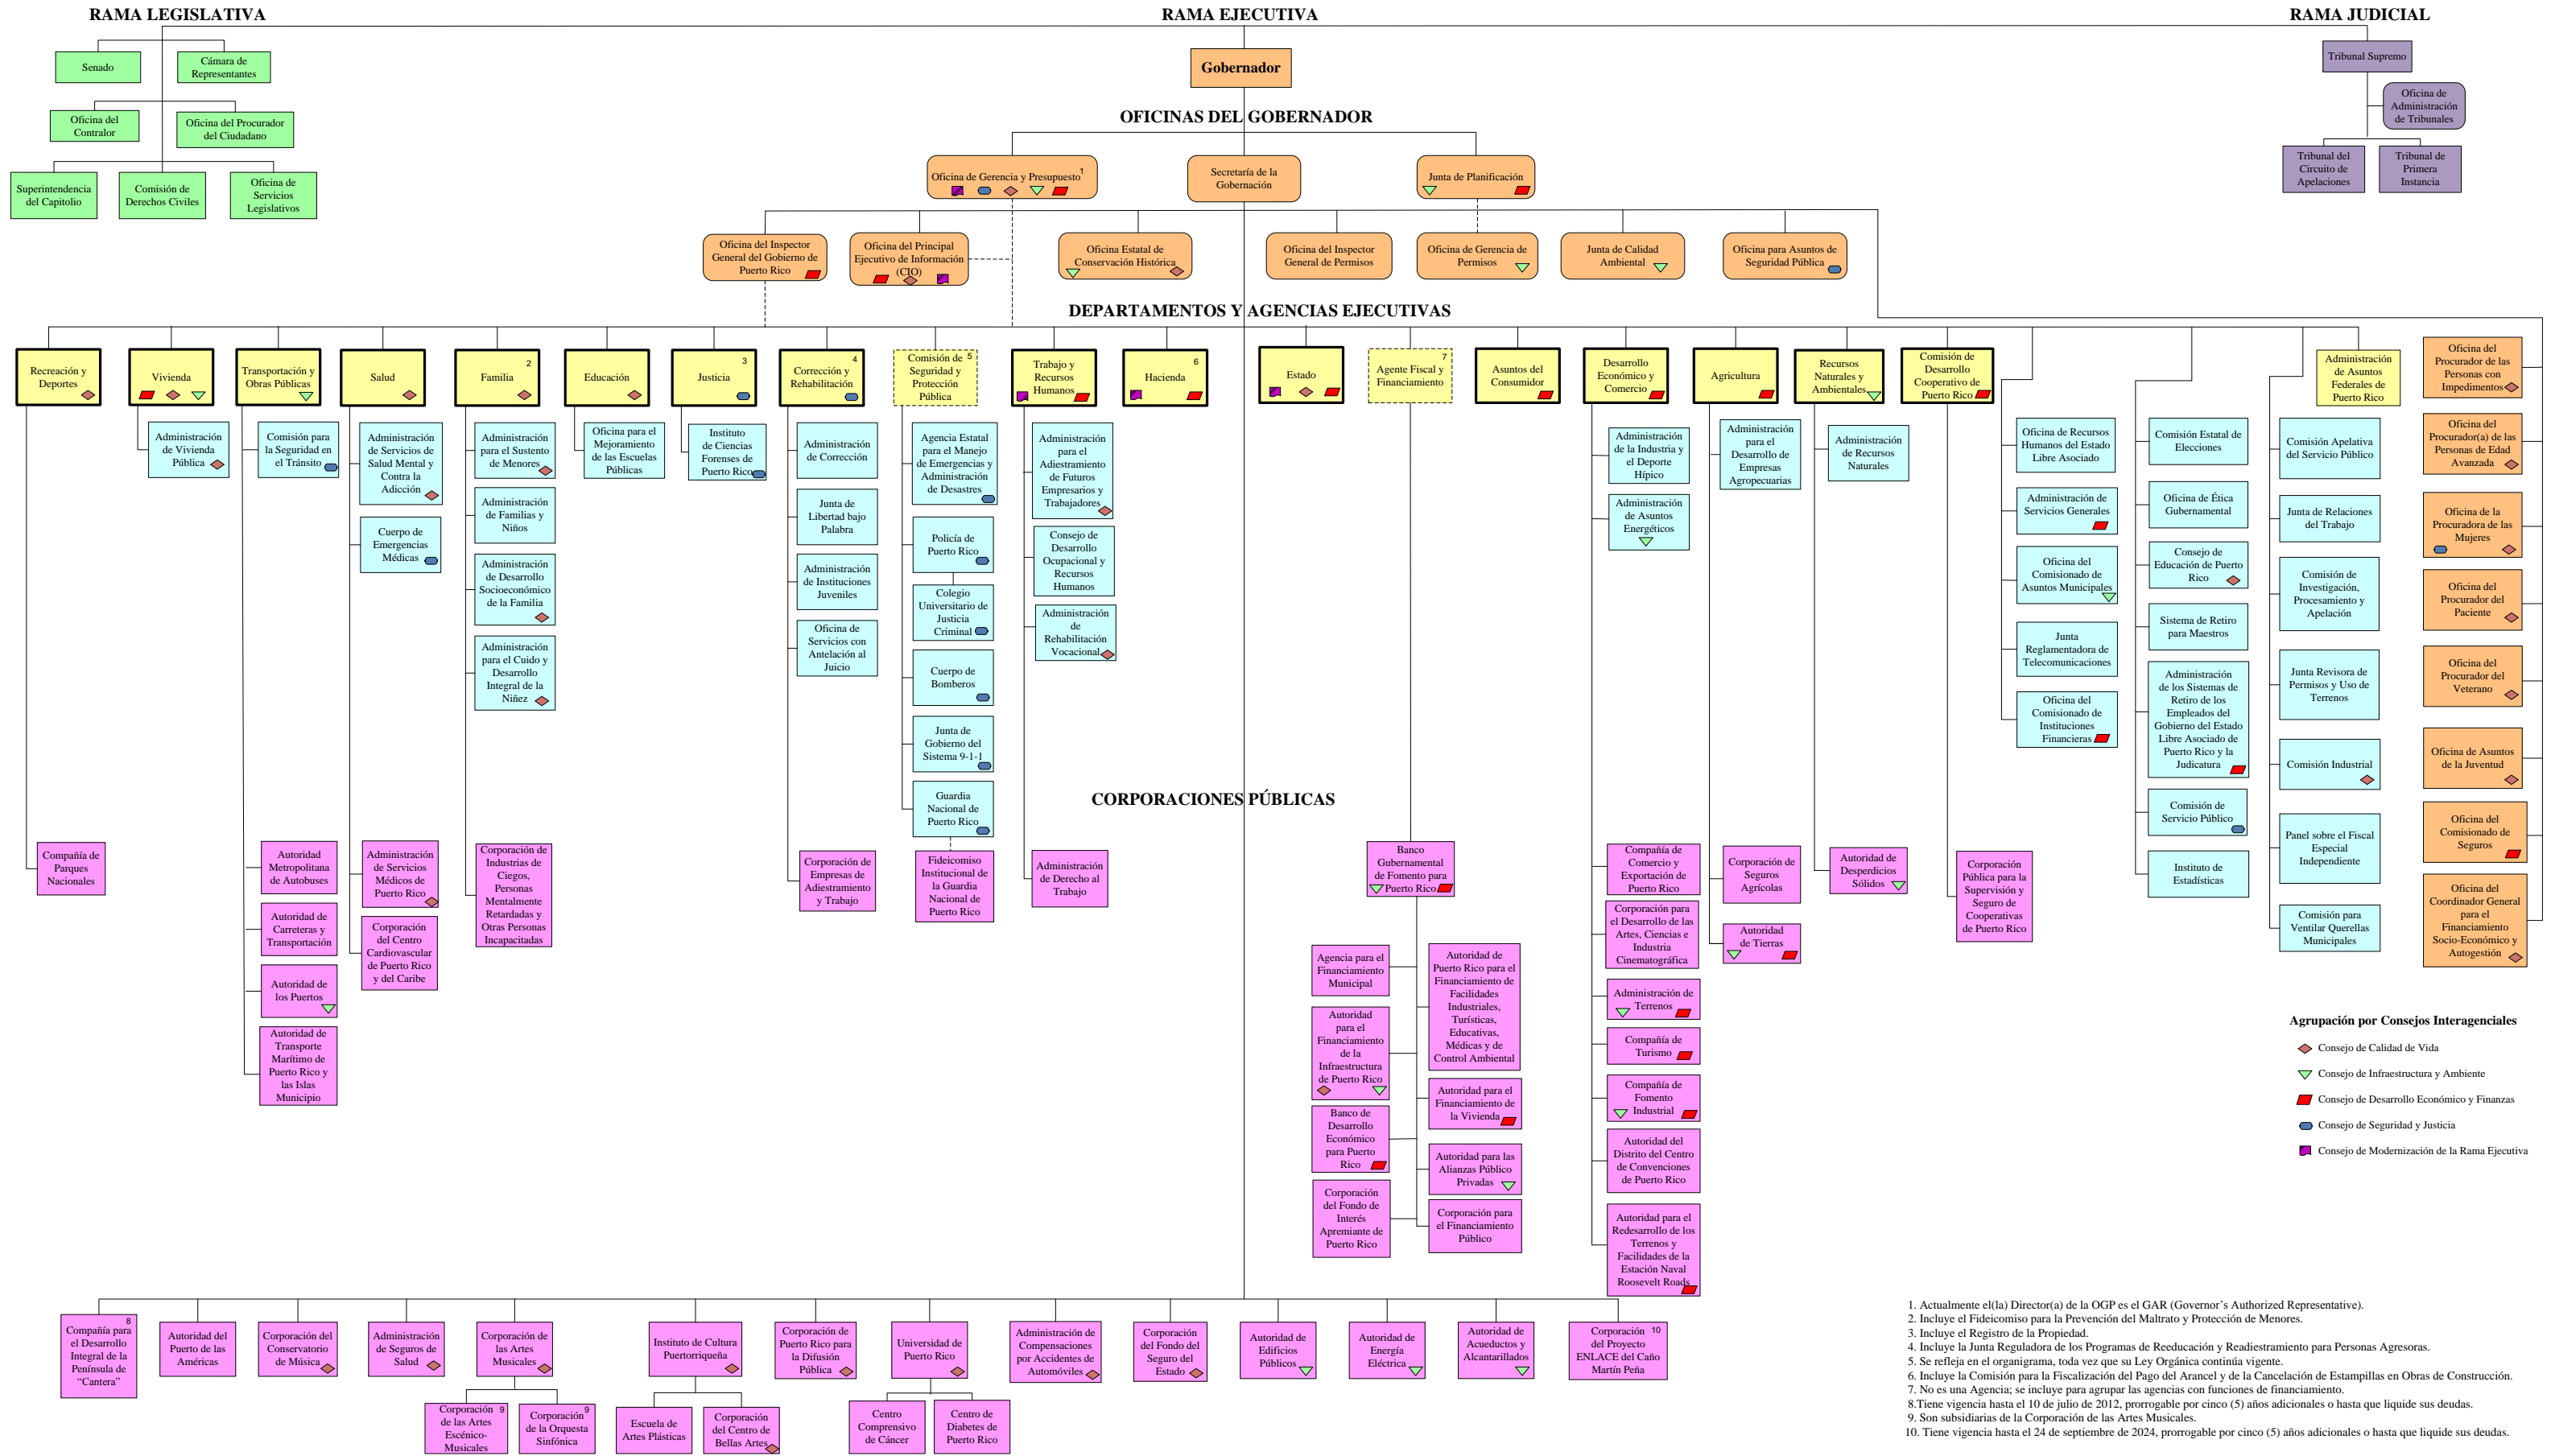 RAMA LEGISLATIVA
RAMA EJECUTIVA
RAMA JUDICIAL
Senado
Cámara de
Representantes
Oficina del
Contralor
Oficina del Procurador
del Ciudadano
Superintendencia
del Capitolio
Comisión de
Derechos Civiles
Oficina de
Servicios
Legislativos
Gobernador
Tribunal Supremo
Oficina de
Administración
de Tribunales
Tribunal del
Circuito de
Apelaciones
Tribunal de
Primera
Instancia
OFICINAS DEL GOBERNADOR
Oficina de Gerencia y Presupuesto 1
Secretaría de la
Gobernación
Junta de Planificación
Oficina del Inspector
General del Gobierno de
Puerto Rico
Oficina del Principal
Ejecutivo de Información
(CIO)
Oficina Estatal de
Conservación Histórica
Oficina del Inspector
General de Permisos
Oficina de Gerencia de
Permisos
Junta de Calidad
Ambiental
Oficina para Asuntos de
Seguridad Pública
DEPARTAMENTOS Y AGENCIAS EJECUTIVAS
Recreación y
Deportes
Vivienda
Transportación y
Obras Públicas
Salud
2
Familia
Educación
3
Justicia
4
Corrección y
Rehabilitación
5
Comisión de
Seguridad y
Protección
Pública
Trabajo y
Recursos
Humanos
6
Hacienda
Estado
7
Agente Fiscal y
Financiamiento
Asuntos del
Consumidor
Desarrollo
Económico y
Comercio
Agricultura
Recursos
Naturales y
Ambientales
Comisión de
Desarrollo
Cooperativo de
Puerto Rico
Administración
de Asuntos
Federales de
Puerto Rico
Oficina del
Procurador de las
Personas con
Impedimentos
Administración
de Vivienda
Pública
Comisión para
la Seguridad en
el Tránsito
Administración
de Servicios de
Salud Mental y
Contra la
Adicción
Cuerpo de
Emergencias
Médicas
Administración
para el Sustento
de Menores
Administración
de Familias y
Niños
Administración
de Desarrollo
Socioeconómico
de la Familia
Administración
para el Cuido y
Desarrollo
Integral de la
Niñez
Oficina para el
Mejoramiento
de las Escuelas
Públicas
Instituto
de Ciencias
Forenses de
Puerto Rico
Administración
de Corrección
Junta de
Libertad bajo
Palabra
Administración
de Instituciones
Juveniles
Oficina de
Servicios con
Antelación al
Juicio
Agencia Estatal
para el Manejo
de Emergencias y
Administración
de Desastres
Policía de
Puerto Rico
Colegio
Universitario de
Justicia
Criminal
Cuerpo de
Bomberos
Junta de
Gobierno del
Sistema 9-1-1
Guardia
Nacional de
Puerto Rico
Administración
para el
Adiestramiento
de Futuros
Empresarios y
Trabajadores
Consejo de
Desarrollo
Ocupacional y
Recursos
Humanos
Administración
de
Rehabilitación
Vocacional
Administración
de la Industria y
el Deporte
Hípico
Administración
de Asuntos
Energéticos
Administración
para el
Desarrollo de
Empresas
Agropecuarias
Administración
de Recursos
Naturales
Oficina de Recursos
Humanos del Estado
Libre Asociado
Administración de
Servicios Generales
Oficina del
Comisionado de
Asuntos Municipales
Junta
Reglamentadora de
Telecomunicaciones
Oficina del
Comisionado de
Instituciones
Financieras
Comisión Estatal de
Elecciones
Oficina de Ética
Gubernamental
Consejo de
Educación de Puerto
Rico
Sistema de Retiro
para Maestros
Administración
de los Sistemas de
Retiro de los
Empleados del
Gobierno del Estado
Libre Asociado de
Puerto Rico y la
Judicatura
Comisión de
Servicio Público
Instituto de
Estadísticas
Comisión Apelativa
del Servicio Público
Junta de Relaciones
del Trabajo
Comisión de
Investigación,
Procesamiento y
Apelación
Junta Revisora de
Permisos y Uso de
Terrenos
Comisión Industrial
Panel sobre el Fiscal
Especial
Independiente
Comisión para
Ventilar Querellas
Municipales
Oficina del
Procurador(a) de las
Personas de Edad
Avanzada
Oficina de la
Procuradora de las
Mujeres
Oficina del
Procurador del
Paciente
Oficina del
Procurador del
Veterano
Oficina de Asuntos
de la Juventud
Oficina del
Comisionado de
Seguros
Oficina del
Coordinador General
para el
Financiamiento
Socio-Económico y
Autogestión
CORPORACIONES PÚBLICAS
Compañía de
Parques
Nacionales
Autoridad
Metropolitana
de Autobuses
Autoridad de
Carreteras y
Transportación
Autoridad de
los Puertos
Autoridad de
Transporte
Marítimo de
Puerto Rico y
las Islas
Municipio
Administración
de Servicios
Médicos de
Puerto Rico
Corporación
del Centro
Cardiovascular
de Puerto Rico
y del Caribe
Corporación de
Industrias de
Ciegos,
Personas
Mentalmente
Retardadas y
Otras Personas
Incapacitadas
Corporación de
Empresas de
Adiestramiento
y Trabajo
Fideicomiso
Institucional de
la Guardia
Nacional de
Puerto Rico
Administración
de Derecho al
Trabajo
Banco
Gubernamental
de Fomento para
Puerto Rico
Agencia para el
Financiamiento
Municipal
Autoridad
para el
Financiamiento
de la
Infraestructura
de Puerto Rico
Banco de
Desarrollo
Económico
para Puerto
Rico
Corporación
del Fondo de
Interés
Apremiante de
Puerto Rico
Autoridad de
Puerto Rico para el
Financiamiento de
Facilidades
Industriales,
Turísticas,
Educativas,
Médicas y de
Control Ambiental
Autoridad para el
Financiamiento de
la Vivienda
Autoridad para las
Alianzas Público
Privadas
Corporación para
el Financiamiento
Público
Compañía de
Comercio y
Exportación de
Puerto Rico
Corporación para
el Desarrollo de las
Artes, Ciencias e
Industria
Cinematográfica
Administración de
Terrenos
Compañía de
Turismo
Compañía de
Fomento
Industrial
Autoridad del
Distrito del Centro
de Convenciones
de Puerto Rico
Autoridad para el
Redesarrollo de los
Terrenos y
Facilidades de la
Estación Naval
Roosevelt Roads
Corporación de
Seguros
Agrícolas
Autoridad
de Tierras
Autoridad de
Desperdicios
Sólidos
Corporación
Pública para la
Supervisión y
Seguro de
Cooperativas
de Puerto Rico
Agrupación por Consejos Interagenciales
Consejo de Calidad de Vida
Consejo de Infraestructura y Ambiente
Consejo de Desarrollo Económico y Finanzas
Consejo de Seguridad y Justicia
Consejo de Modernización de la Rama Ejecutiva
8
Compañía para
el Desarrollo
Integral de la
Península de
“Cantera”
Autoridad del
Puerto de las
Américas
Corporación del
Conservatorio
de Música
Administración
de Seguros de
Salud
Corporación de
las Artes
Musicales
Instituto de Cultura
Puertorriqueña
Corporación de
Puerto Rico para
la Difusión
Pública
Universidad de
Puerto Rico
Administración de
Compensaciones
por Accidentes de
Automóviles
Corporación
del Fondo del
Seguro del
Estado
Autoridad de
Edificios
Públicos
Autoridad de
Energía
Eléctrica
Autoridad de
Acueductos y
Alcantarillados
Corporación 10
del Proyecto
ENLACE del Caño
Martín Peña
Corporación 9
de las Artes
Escénico-
Musicales
Corporación 9
de la Orquesta
Sinfónica
Escuela de
Artes Plásticas
Corporación
del Centro de
Bellas Artes
Centro
Comprensivo
de Cáncer
Centro de
Diabetes de
Puerto Rico
1. Actualmente el(la) Director(a) de la OGP es el GAR (Governor’s Authorized Representative).
2. Incluye el Fideicomiso para la Prevención del Maltrato y Protección de Menores.
3. Incluye el Registro de la Propiedad.
4. Incluye la Junta Reguladora de los Programas de Reeducación y Readiestramiento para Personas Agresoras.
5. Se refleja en el organigrama, toda vez que su Ley Orgánica continúa vigente.
6. Incluye la Comisión para la Fiscalización del Pago del Arancel y de la Cancelación de Estampillas en Obras de Construcción.
7. No es una Agencia; se incluye para agrupar las agencias con funciones de financiamiento.
8.Tiene vigencia hasta el 10 de julio de 2012, prorrogable por cinco (5) años adicionales o hasta que liquide sus deudas.
9. Son subsidiarias de la Corporación de las Artes Musicales.
10. Tiene vigencia hasta el 24 de septiembre de 2024, prorrogable por cinco (5) años adicionales o hasta que liquide sus deudas.